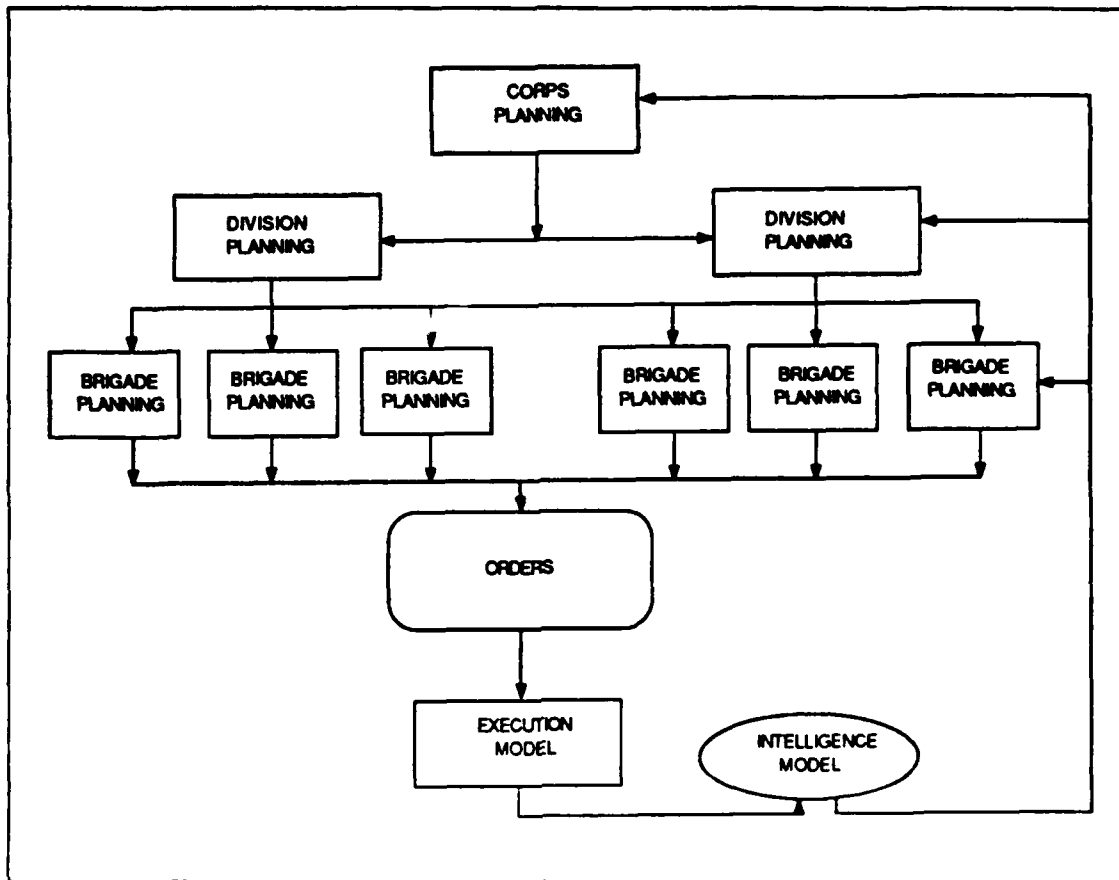 CORPS
PLANNING
DIVISION
PLANNING
DIVISION
PLANNING
BRIGADE
PLANNING
BRIGADE
PLANNING
BRIGADE
PLANNING
BRIGADE
PLANNING
BRIGADE
PLANNING
BRIGADE
PLANNING
ORDERS
EXECUTION
MODEL
INTELLIGENCE
MODEL